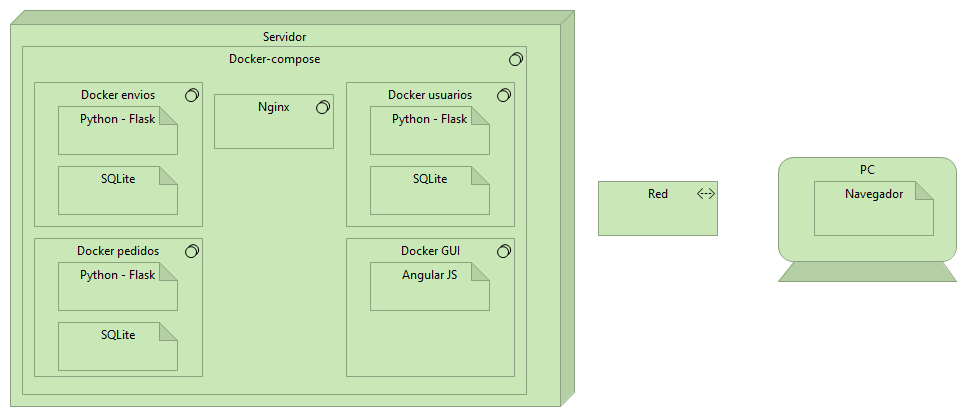 Servidor
Docker-compose
Docker envios
Python - Flask
SQLite
Nginx
Docker usuarios
Python - Flask
SQLite
Docker pedidos
Python - Flask
SQLite
Docker GUI
Angular JS
Red
PC
Navegador